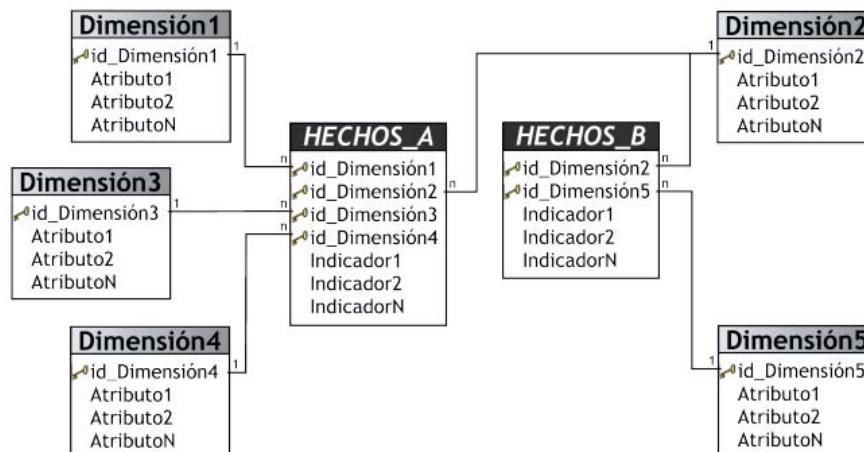 Dimensión1
id_Dimensión1
Atributo1
Atributo2
AtributoN
1
Dimensión3
id_Dimensión3
Atributo1
Atributo2
AtributoN
1
Dimensión4
id_Dimensión4
Atributo1
Atributo2
AtributoN
1
HECHOS_A
n
id_Dimensión1
id_Dimensión2
n
n
id_Dimensión3
n
id_Dimensión4
Indicador1
Indicador2
IndicadorN
HECHOS_B
id_Dimensión2
n
id_Dimensión5
n
Indicador1
Indicador2
IndicadorN
Dimensión2
1
id_Dimensión2
Atributo1
Atributo2
AtributoN
Dimensión5
1
id_Dimensión5
Atributo1
Atributo2
AtributoN